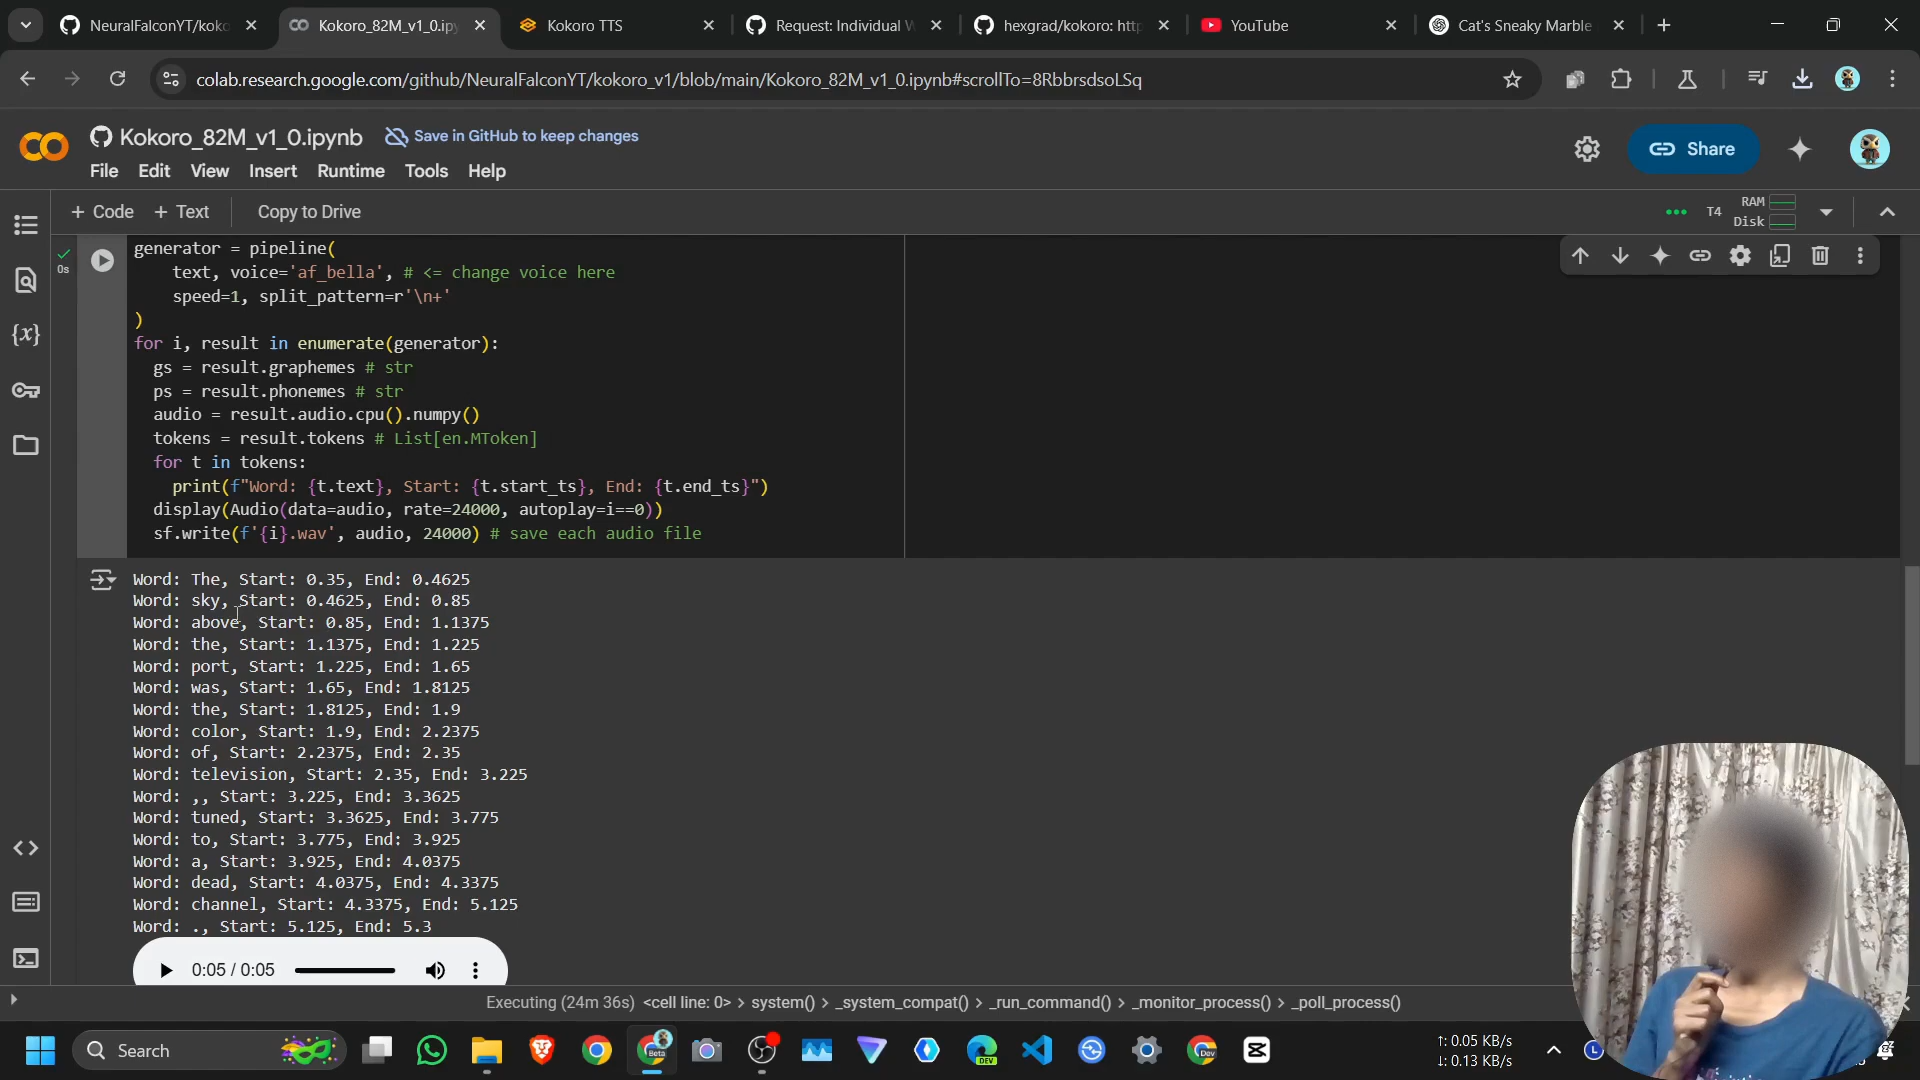 NeuralFalconYT/koko
Kokoro_82M_v1_0.ipy
Kokoro TTS
Request: Individual W
hexgrad/kokoro: http
YouTube
Cat's Sneaky Marble
colab.research.google.com/github/NeuralFalconYT/kokoro_v1/blob/main/Kokoro_82M_v1_0.ipynb#scrollTo=8RbbrsdsoLSq
Kokoro_82M_v1_0.ipynb
Save in GitHub to keep changes
Share
File Edit View Insert Runtime Tools Help
+ Code + Text Copy to Drive
T4
RAM
Disk
0s
generator = pipeline(
text, voice='af_bella', # <= change voice here
speed=1, split_pattern=r'\n+'
)
for i, result in enumerate(generator):
gs = result.graphemes # str
ps = result.phonemes # str
audio = result.audio.cpu().numpy()
tokens = result.tokens # List[en.MToken]
for t in tokens:
print(f"Word: {t.text}, Start: {t.start_ts}, End: {t.end_ts}")
display(Audio(data=audio, rate=24000, autoplay=i==0))
sf.write(f'{i}.wav', audio, 24000) # save each audio file
Word: The, Start: 0.35, End: 0.4625
Word: sky, Start: 0.4625, End: 0.85
Word: above, Start: 0.85, End: 1.1375
Word: the, Start: 1.1375, End: 1.225
Word: port, Start: 1.225, End: 1.65
Word: was, Start: 1.65, End: 1.8125
Word: the, Start: 1.8125, End: 1.9
Word: color, Start: 1.9, End: 2.2375
Word: of, Start: 2.2375, End: 2.35
Word: television, Start: 2.35, End: 3.225
Word: ,, Start: 3.225, End: 3.3625
Word: tuned, Start: 3.3625, End: 3.775
Word: to, Start: 3.775, End: 3.925
Word: a, Start: 3.925, End: 4.0375
Word: dead, Start: 4.0375, End: 4.3375
Word: channel, Start: 4.3375, End: 5.125
Word: ., Start: 5.125, End: 5.3
0:05 / 0:05
Executing (24m 36s) <cell line: 0> > system() > _system_compat() > _run_command() > _monitor_process() > _poll_process()
Search
Beta
DEV
Dev
↑: 0.05 KB/s
↓: 0.13 KB/s
L